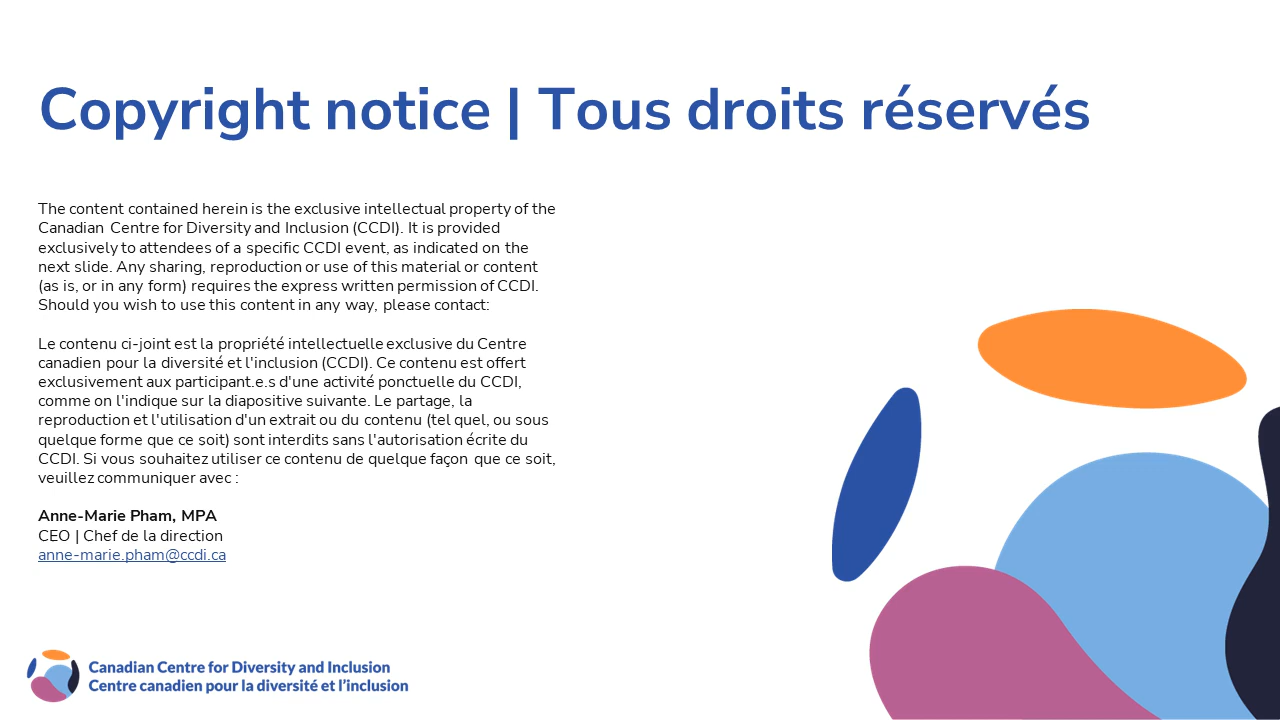 Copyright notice | Tous droits réservés
The content contained herein is the exclusive intellectual property of the
Canadian Centre for Diversity and Inclusion (CCDI). It is provided
exclusively to attendees of a specific CCDI event, as indicated on the
next slide. Any sharing, reproduction or use of this material or content
(as is, or in any form) requires the express written permission of CCDI.
Should you wish to use this content in any way, please contact:
Le contenu ci-joint est la propriété intellectuelle exclusive du Centre
canadien pour la diversité et l'inclusion (CCDI). Ce contenu est offert
exclusivement aux participant.e.s d'une activité ponctuelle du CCDI,
comme on l'indique sur la diapositive suivante. Le partage, la
reproduction et l'utilisation d'un extrait ou du contenu (tel quel, ou sous
quelque forme que ce soit) sont interdits sans l'autorisation écrite du
CCDI. Si vous souhaitez utiliser ce contenu de quelque façon que ce soit,
veuillez communiquer avec :
Anne-Marie Pham, MPA
CEO | Chef de la direction
anne-marie.pham@ccdi.ca
Canadian Centre for Diversity and Inclusion
Centre canadien pour la diversité et l’inclusion